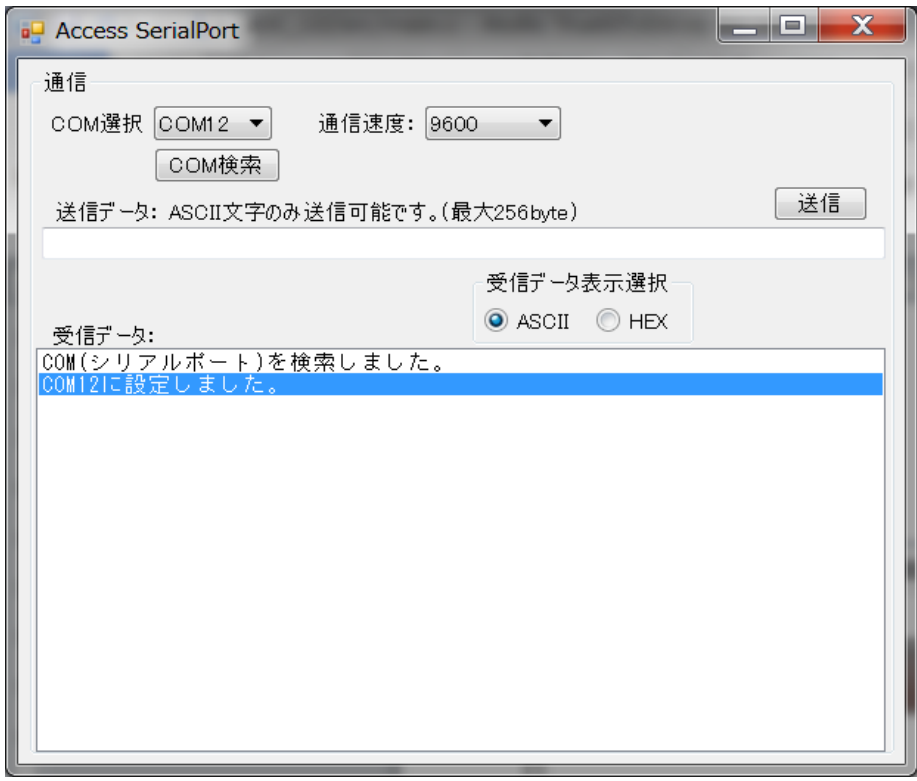 Access SerialPort
通信
COM選択 COM12 通信速度: 9600
COM検索
送信データ: ASCII文字のみ送信可能です。(最大256byte) 送信
受信データ表示選択
ASCII HEX
受信データ:
COM(シリアルポート)を検索しました。
COM12に設定しました。